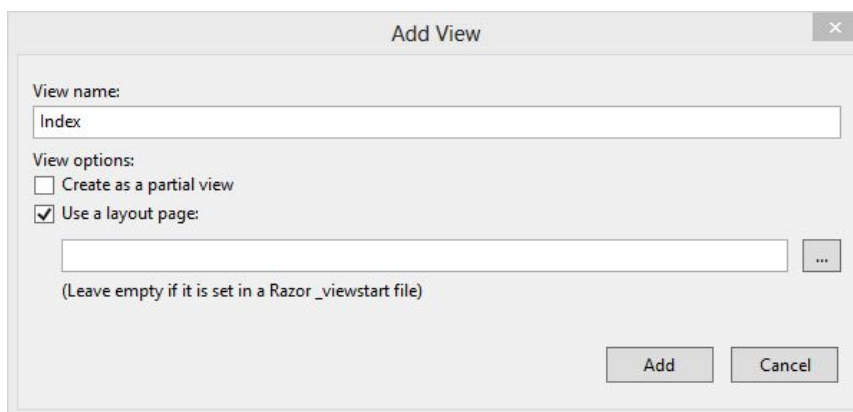 Add View
View name:
Index
View options:
Create as a partial view
Use a layout page:
...
(Leave empty if it is set in a Razor _viewstart file)
Add Cancel